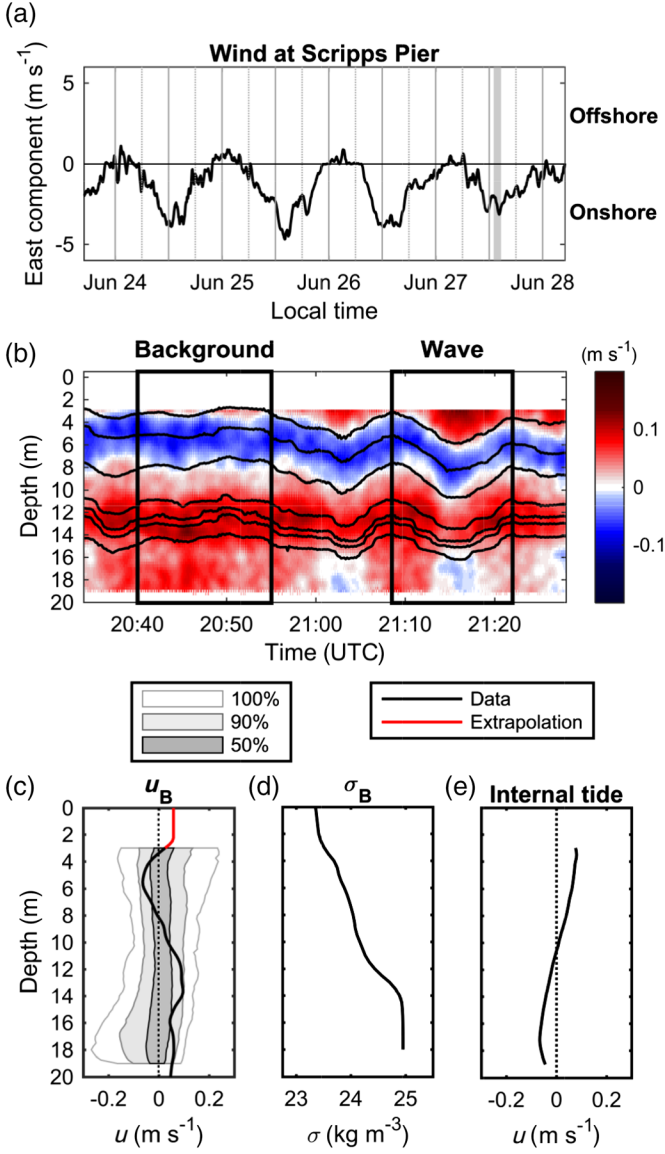 (a)
Wind at Scripps Pier
East component (m s-1)
5
0
-5
Offshore
Onshore
Jun 24 Jun 25 Jun 26 Jun 27 Jun 28
Local time
(b)
Background Wave (m s-1)
Depth (m)
0
2
4
6
8
10
12
14
16
18
20
0.1
0
-0.1
20:40 20:50 21:00 21:10 21:20
Time (UTC)
100%
90%
50%
Data
Extrapolation
(c) uB
(d) σB
(e) Internal tide
Depth (m)
0
2
4
6
8
10
12
14
16
18
20
-0.2 0 0.2
u (m s-1)
23 24 25
σ (kg m-3)
-0.2 0 0.2
u (m s-1)